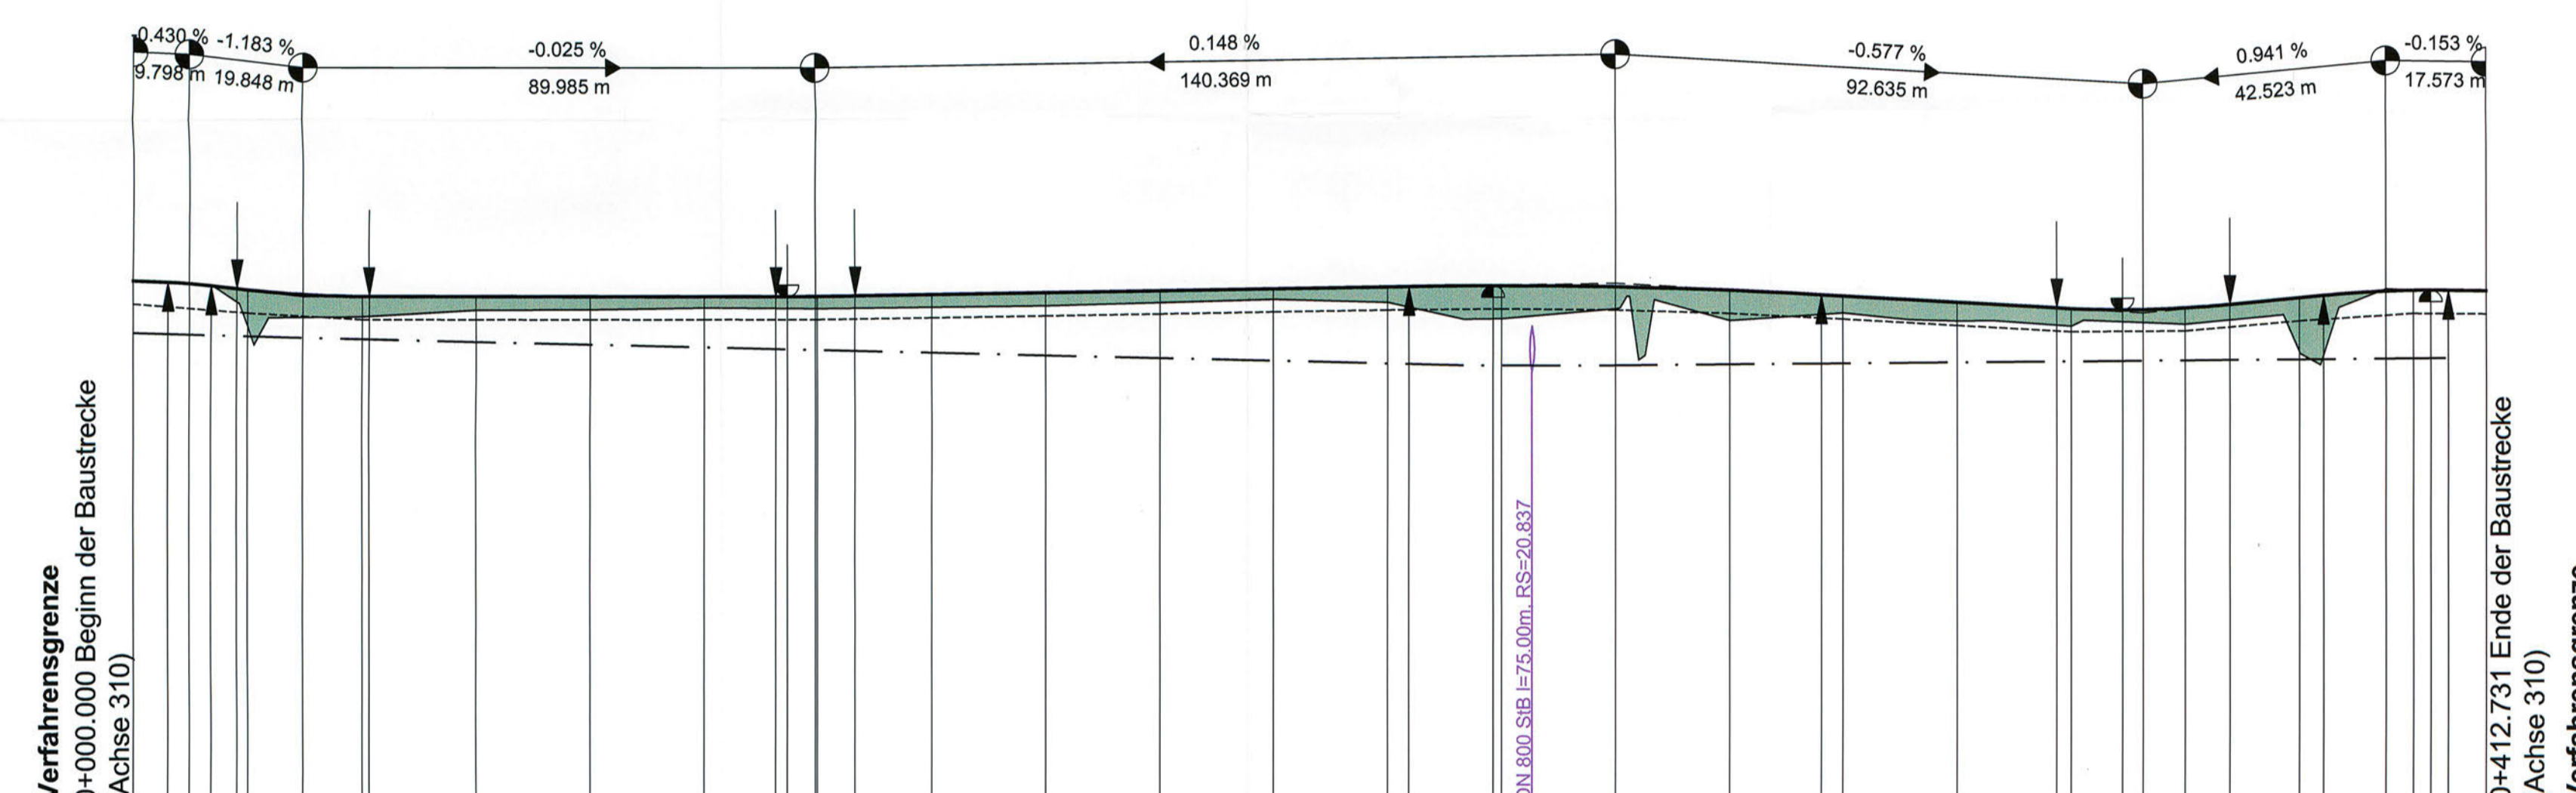 -0.430 %
9.798 m
-1.183 %
19.848 m
-0.025 %
89.985 m
0.148 %
140.369 m
-0.577 %
92.635 m
0.941 %
42.523 m
-0.153 %
17.573 m
Verfahrensgrenze
0+000.000 Beginn der Baustrecke
Achse 310)
DN 800 StB l=75.00m, RS=20.837
0+412.731 Ende der Baustrecke
Achse 310)
Verfahrensgrenze